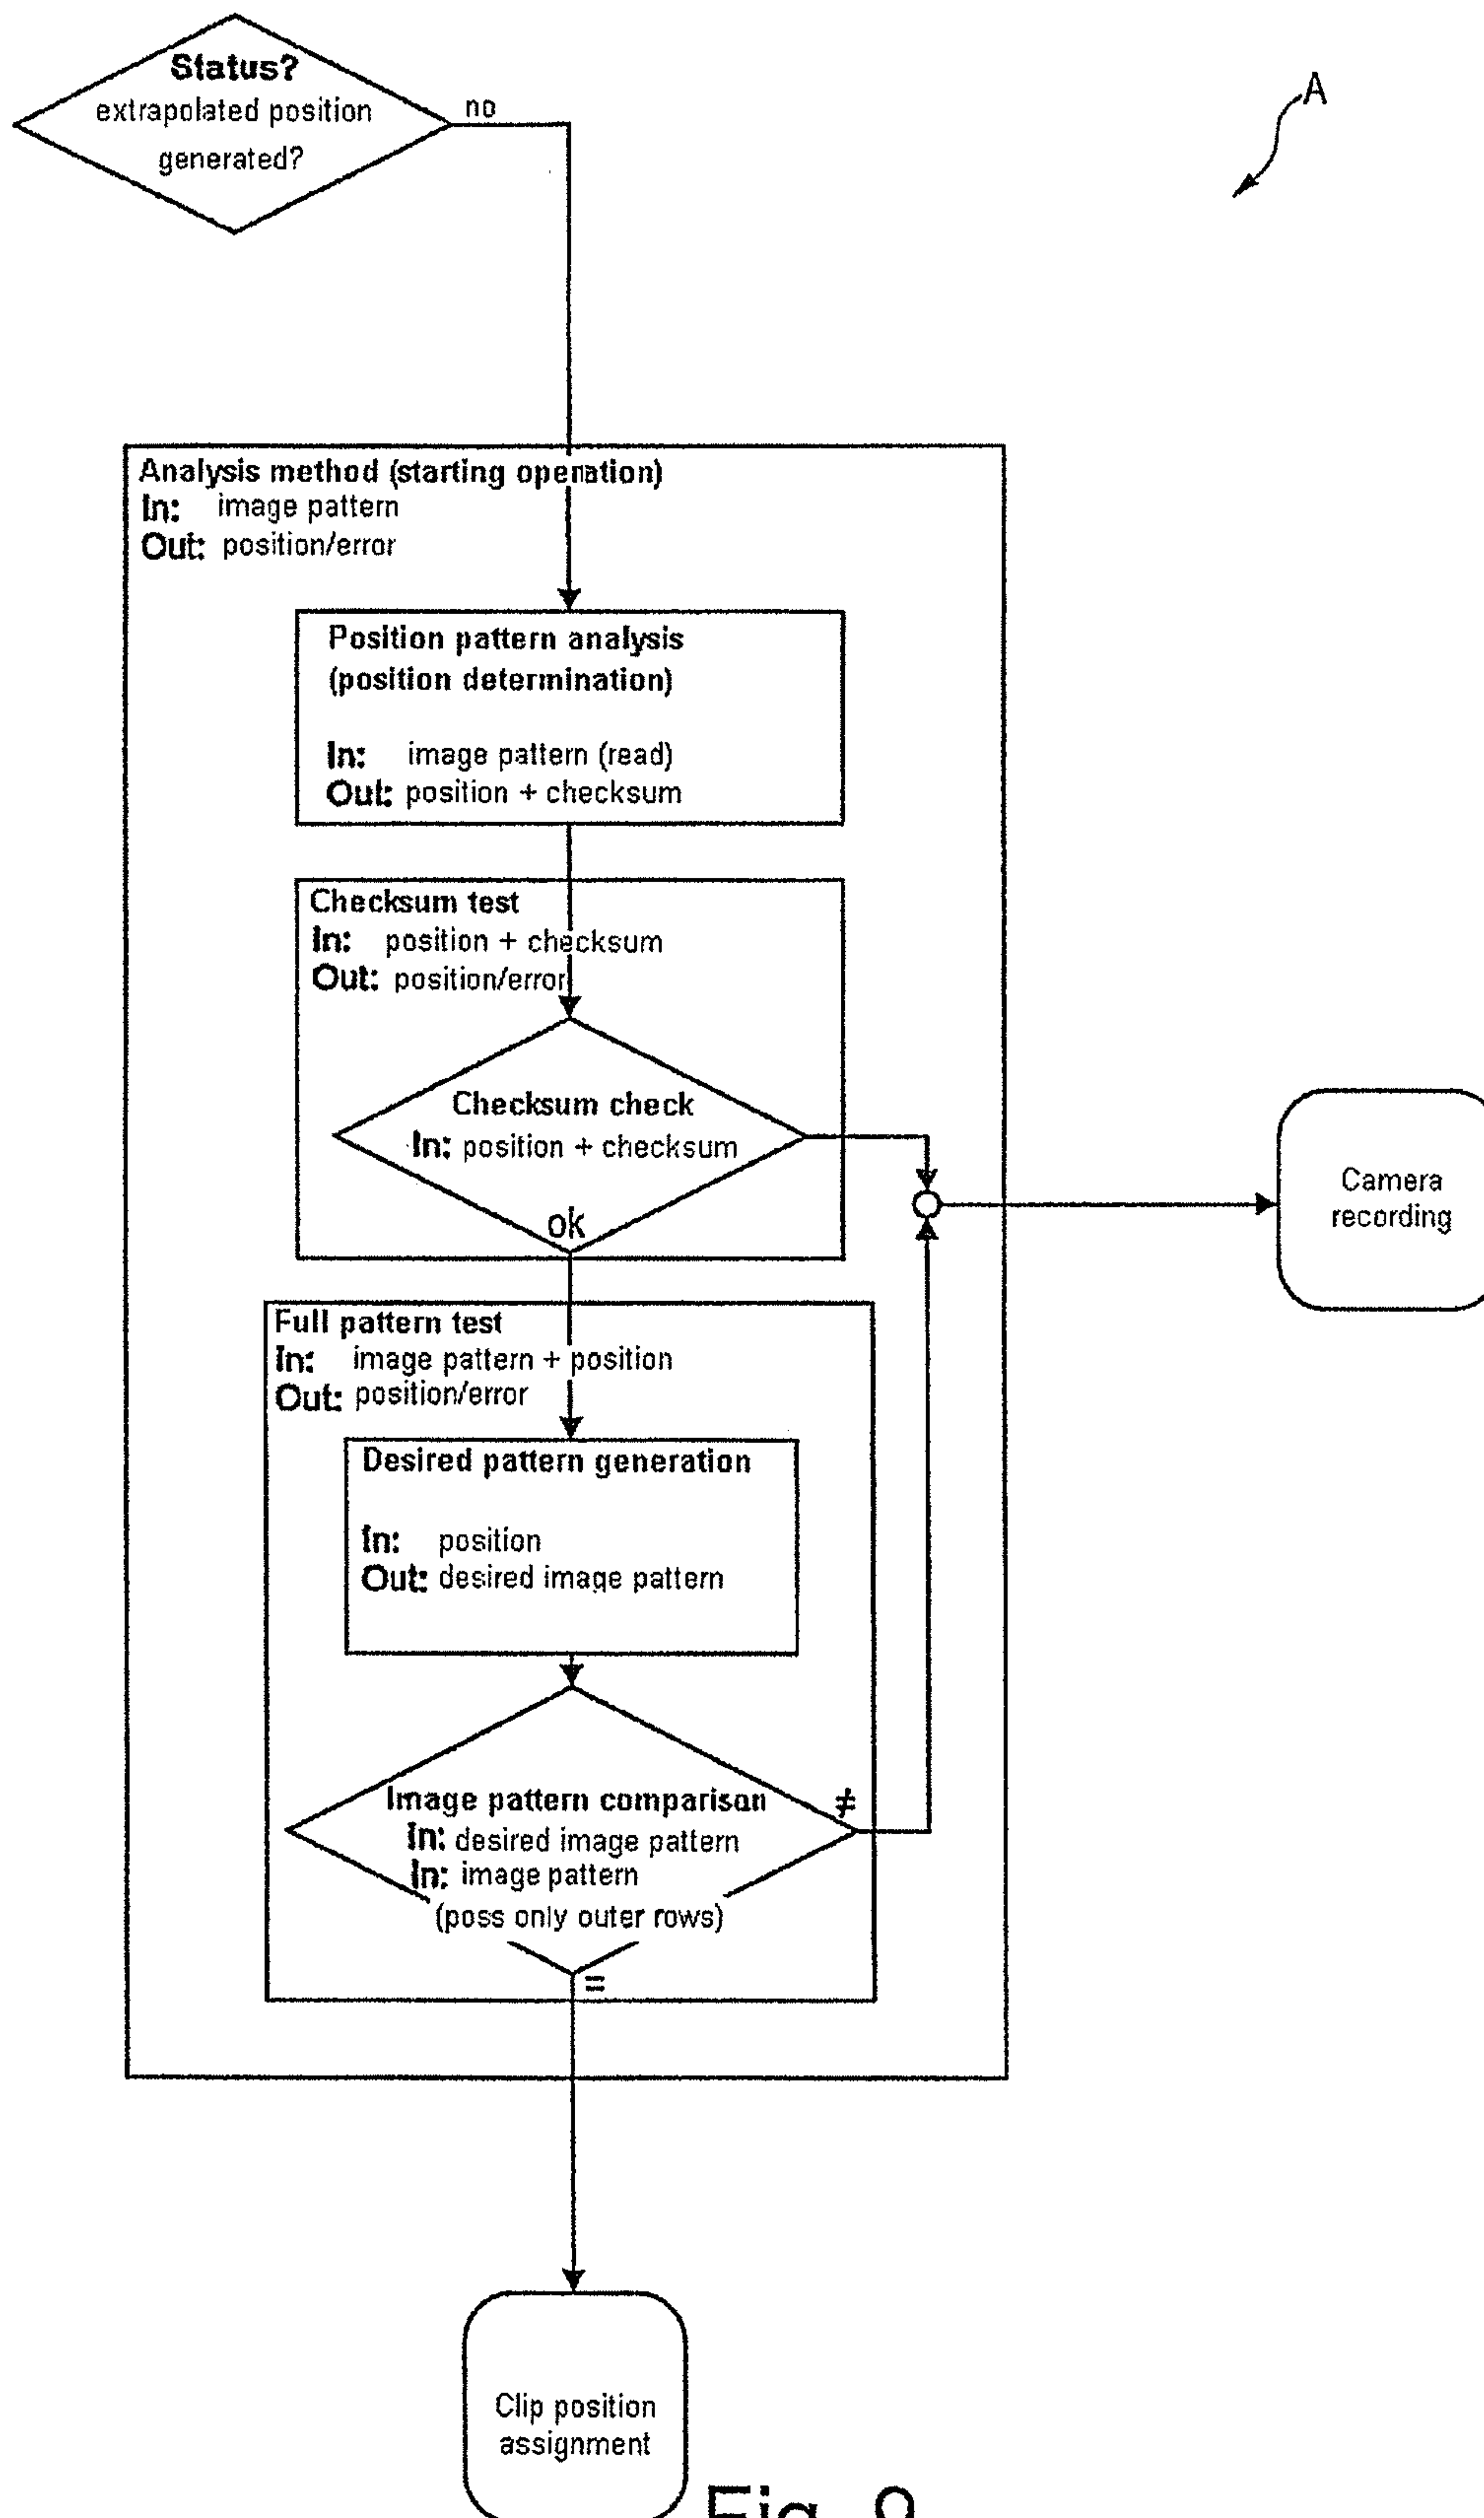 Status?
extrapolated position
generated?
no
A
Analysis method (starting operation)
In: image pattern
Out: position/error
Position pattern analysis
(position determination)
In: image pattern (read)
Out: position + checksum
Checksum test
In: position + checksum
Out: position/error
Checksum check
In: position + checksum
ok
Camera
recording
Full pattern test
In: image pattern + position
Out: position/error
Desired pattern generation
In: position
Out: desired image pattern
Image pattern comparison
≠
In: desired image pattern
In: image pattern
(poss only outer rows)
=
Clip position
assignment
Fig.